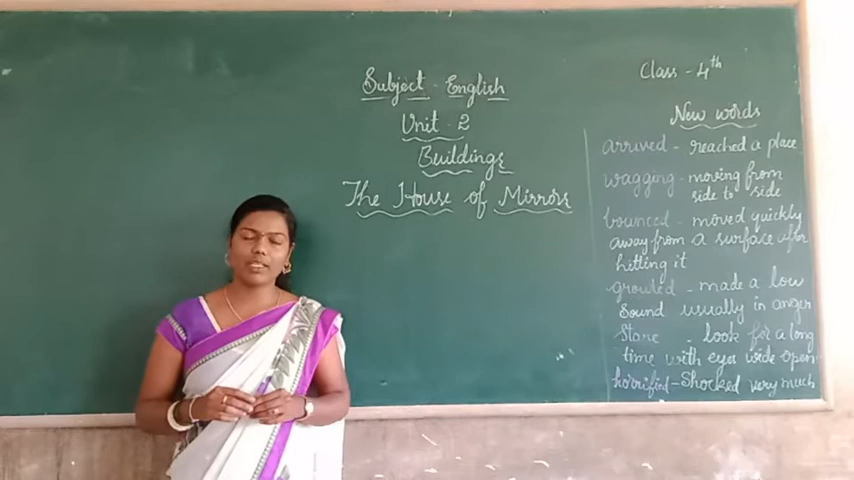 Subject - English
Unit - 2
Buildings
The House of Mirrors
Class - 4th
New words
arrived - reached a place
wagging - moving from
side to side
bounced - moved quickly
away from a surface after
hitting it
growled - made a low
sound usually in anger
Stare - look for a long
time with eyes wide open
horrified - Shocked very much